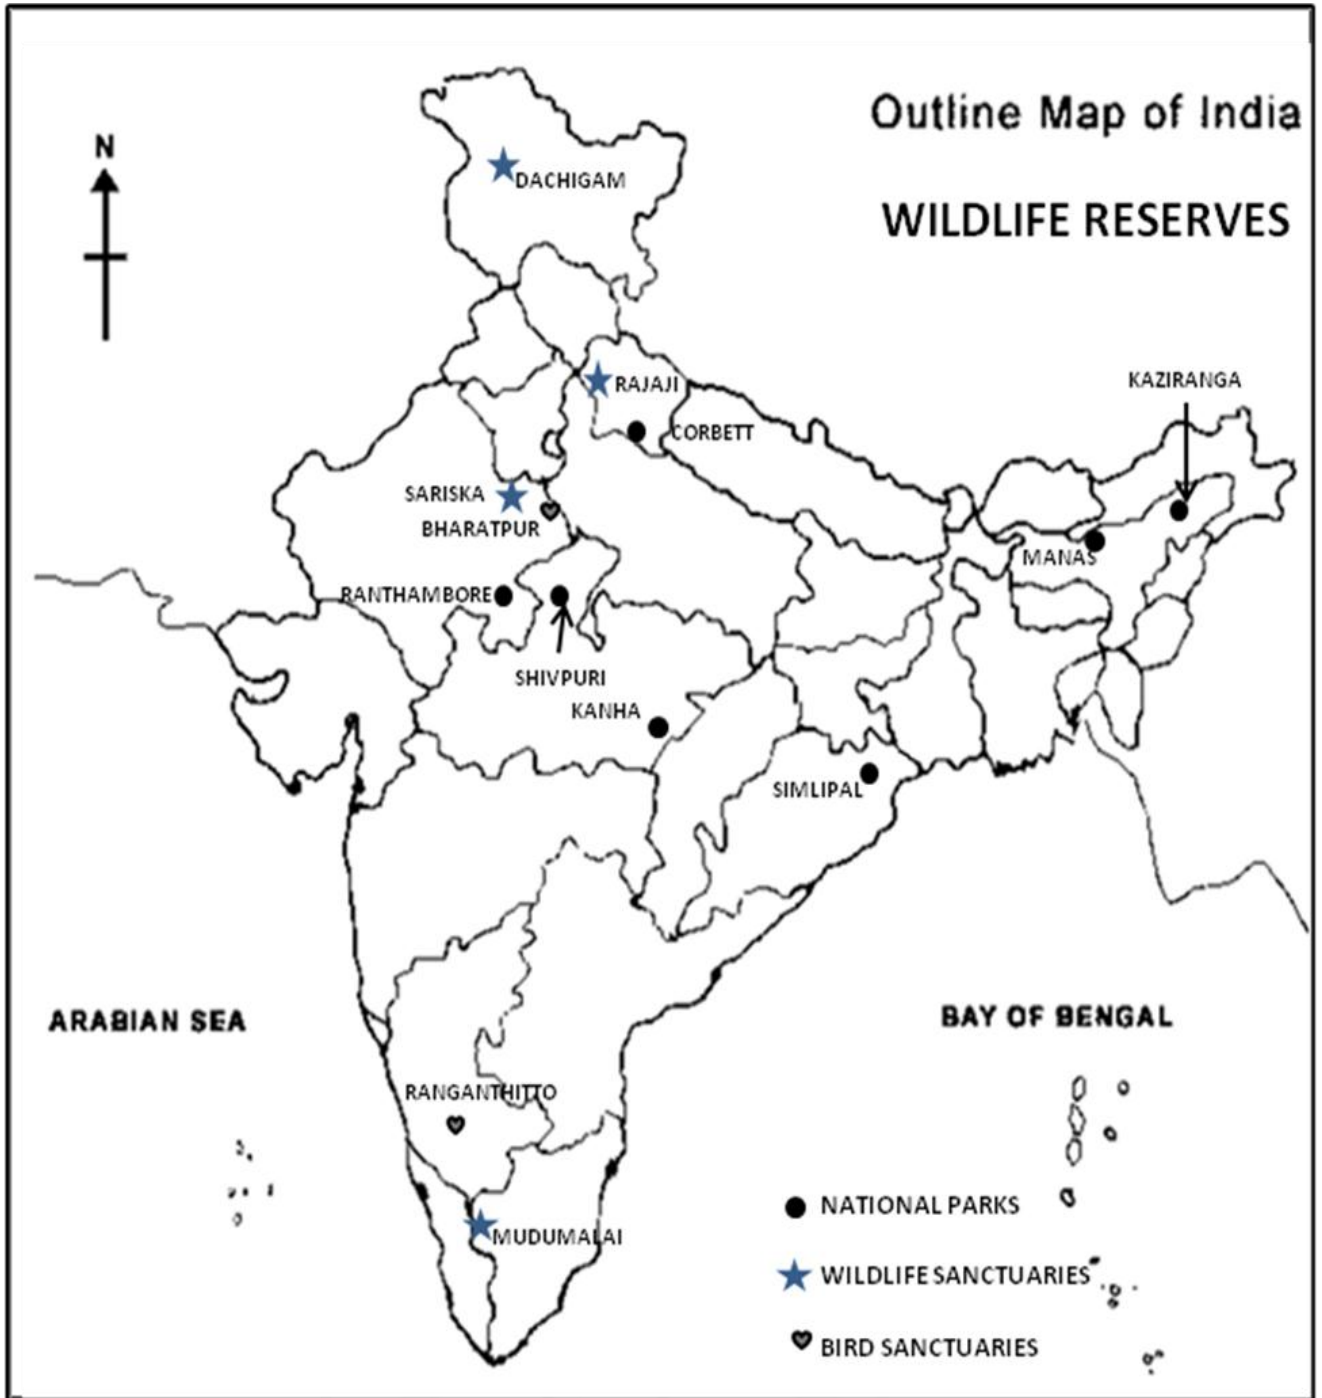 Outline Map of India
WILDLIFE RESERVES
N
DACHIGAM
RAJAJI
KAZIRANGA
CORBETT
SARISKA
BHARATPUR
MANAS
RANTHAMBORE
SHIVPURI
KANHA
SIMLIPAL
ARABIAN SEA
BAY OF BENGAL
RANGANTHITTO
MUDUMALAI
NATIONAL PARKS
WILDLIFE SANCTUARIES
BIRD SANCTUARIES